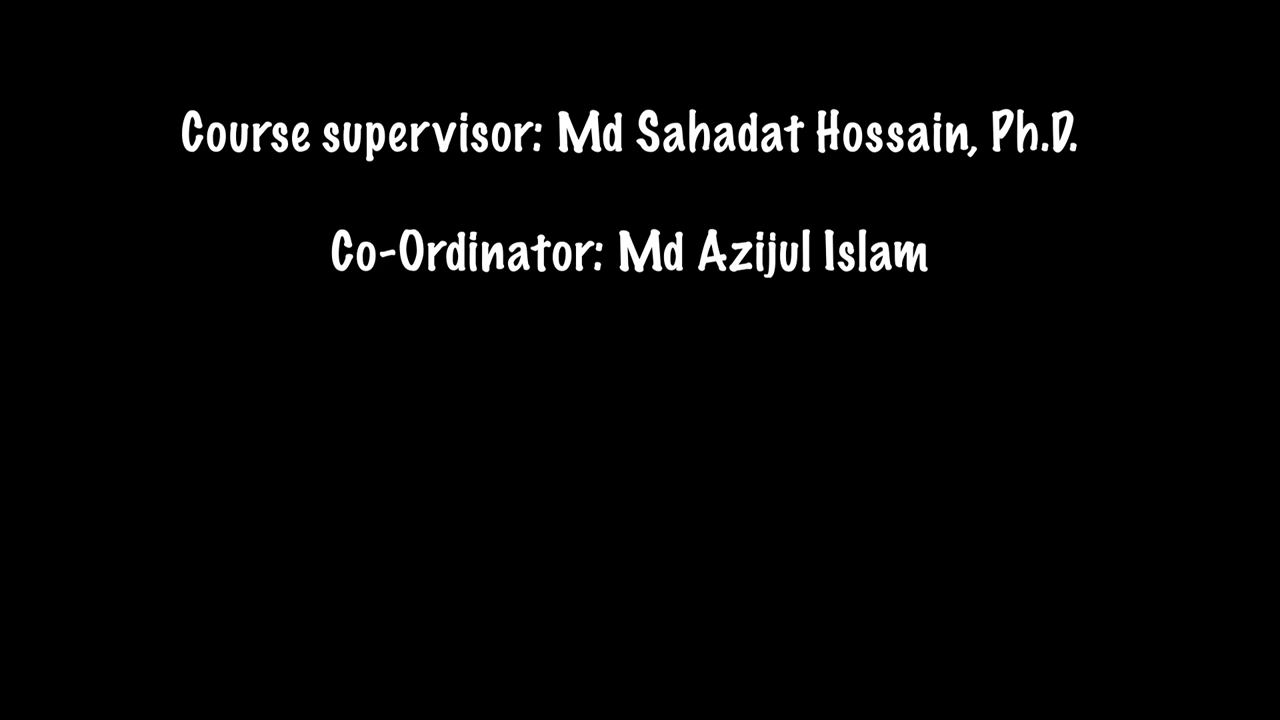 Course supervisor: Md Sahadat Hossain, Ph.D.
Co-Ordinator: Md Azijul Islam